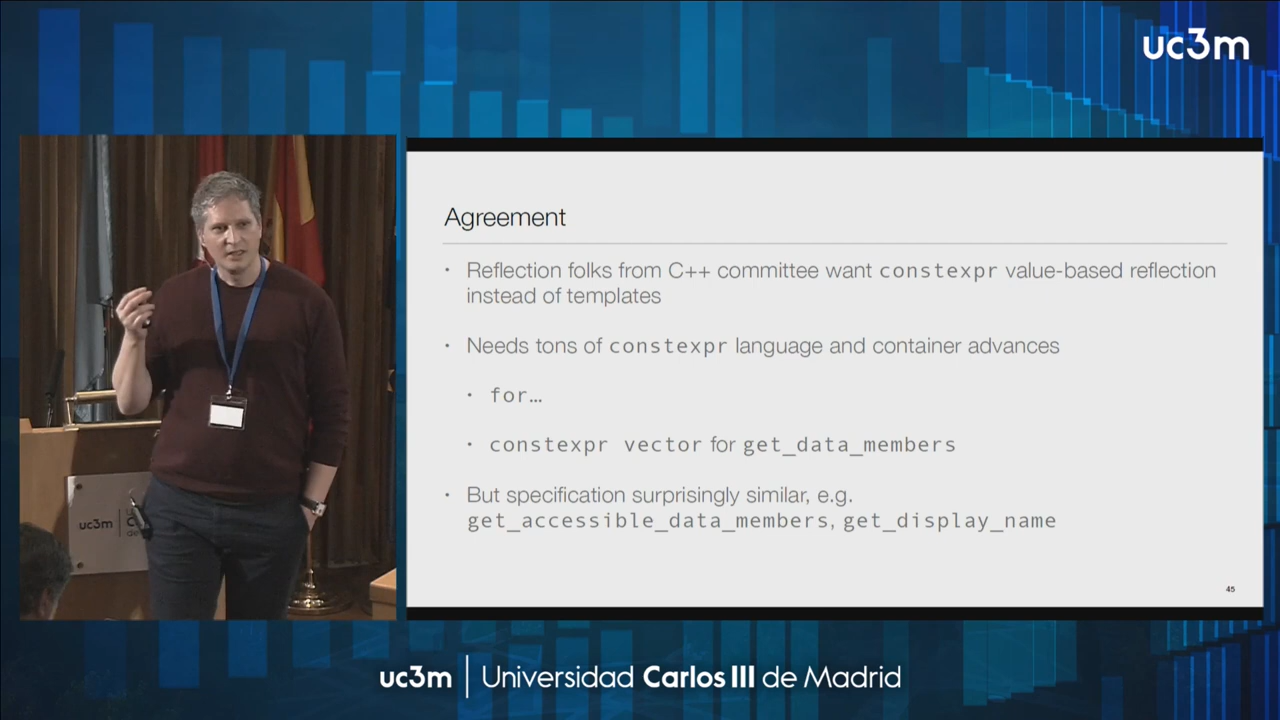 uc3m
Agreement
• Reflection folks from C++ committee want constexpr value-based reflection
instead of templates
• Needs tons of constexpr language and container advances
• for…
• constexpr vector for get_data_members
• But specification surprisingly similar, e.g.
get_accessible_data_members, get_display_name
45
uc3m
uc3m | Universidad Carlos III de Madrid